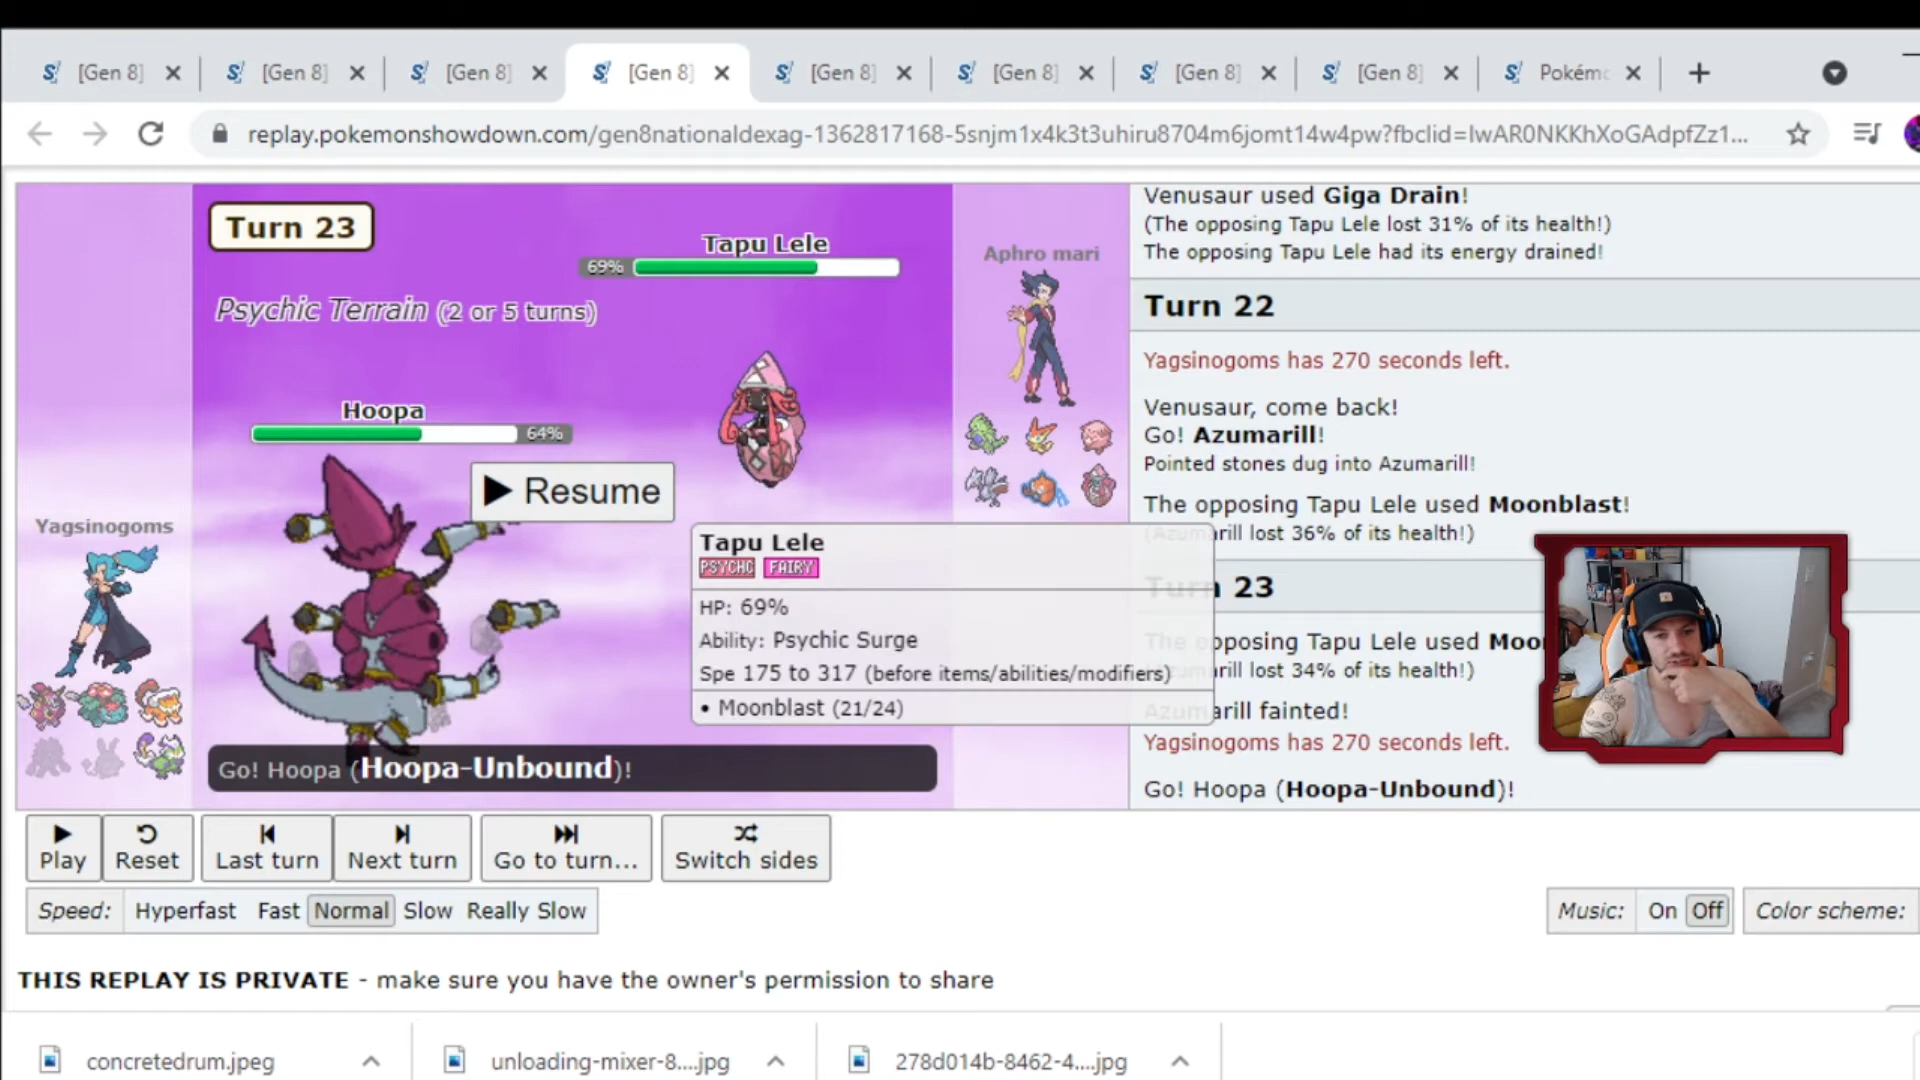 [Gen 8]
[Gen 8]
[Gen 8]
[Gen 8]
[Gen 8]
[Gen 8]
[Gen 8]
[Gen 8]
Pokém
replay.pokemonshowdown.com/gen8nationaldexag-1362817168-5snjm1x4k3t3uhiru8704m6jomt14w4pw?fbclid=IwAR0NKKhXoGAdpfZz1...
Turn 23
Tapu Lele
69%
Psychic Terrain (2 or 5 turns)
Hoopa
64%
Resume
Yagsinogoms
Aphro mari
Tapu Lele
PSYCHC FAIRY
HP: 69%
Ability: Psychic Surge
Spe 175 to 317 (before items/abilities/modifiers)
• Moonblast (21/24)
Go! Hoopa (Hoopa-Unbound)!
Venusaur used Giga Drain!
(The opposing Tapu Lele lost 31% of its health!)
The opposing Tapu Lele had its energy drained!
Turn 22
Yagsinogoms has 270 seconds left.
Venusaur, come back!
Go! Azumarill!
Pointed stones dug into Azumarill!
The opposing Tapu Lele used Moonblast!
(Azumarill lost 36% of its health!)
Turn 23
The opposing Tapu Lele used Moo
(Azumarill lost 34% of its health!)
Azumarill fainted!
Yagsinogoms has 270 seconds left.
Go! Hoopa (Hoopa-Unbound)!
Play
Reset
Last turn
Next turn
Go to turn...
Switch sides
Speed: Hyperfast Fast Normal Slow Really Slow
Music: On Off
Color scheme:
THIS REPLAY IS PRIVATE - make sure you have the owner's permission to share
concretedrum.jpeg
unloading-mixer-8....jpg
278d014b-8462-4....jpg